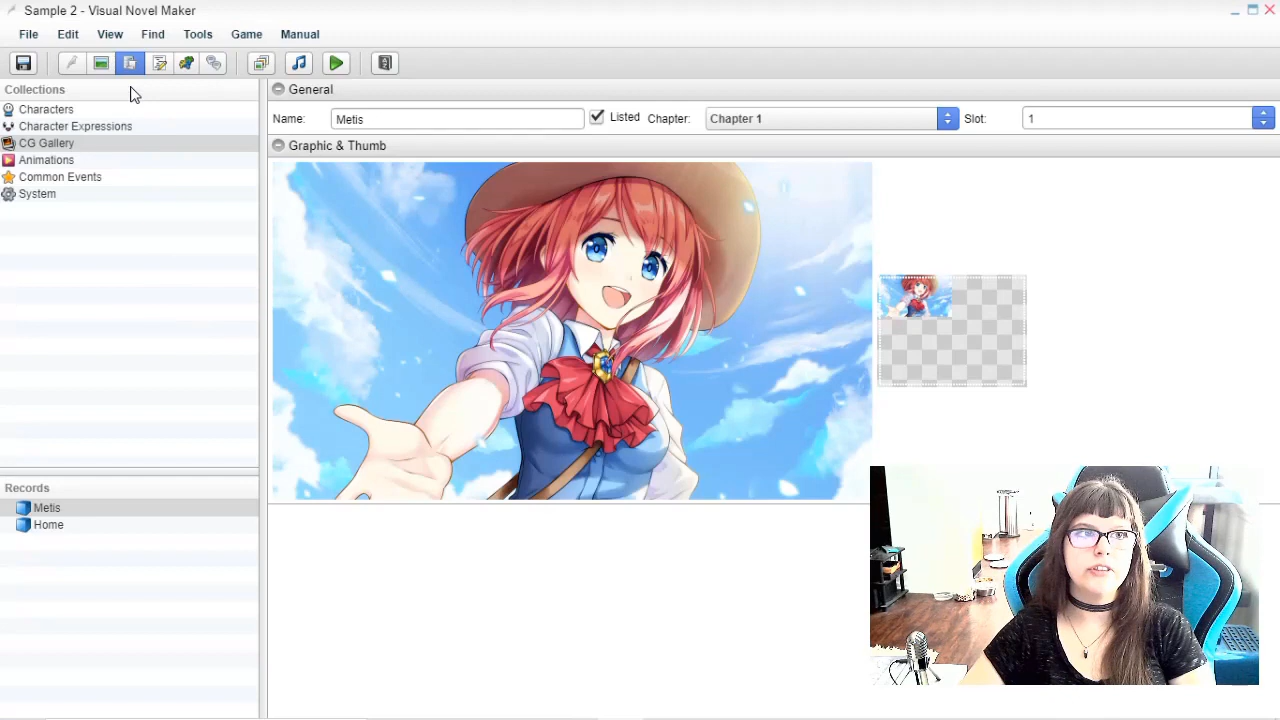 Sample 2 - Visual Novel Maker
File Edit View Find Tools Game Manual
Collections
Characters
Character Expressions
CG Gallery
Animations
Common Events
System
Records
Metis
Home
General
Name: Metis Listed Chapter: Chapter 1 Slot: 1
Graphic & Thumb